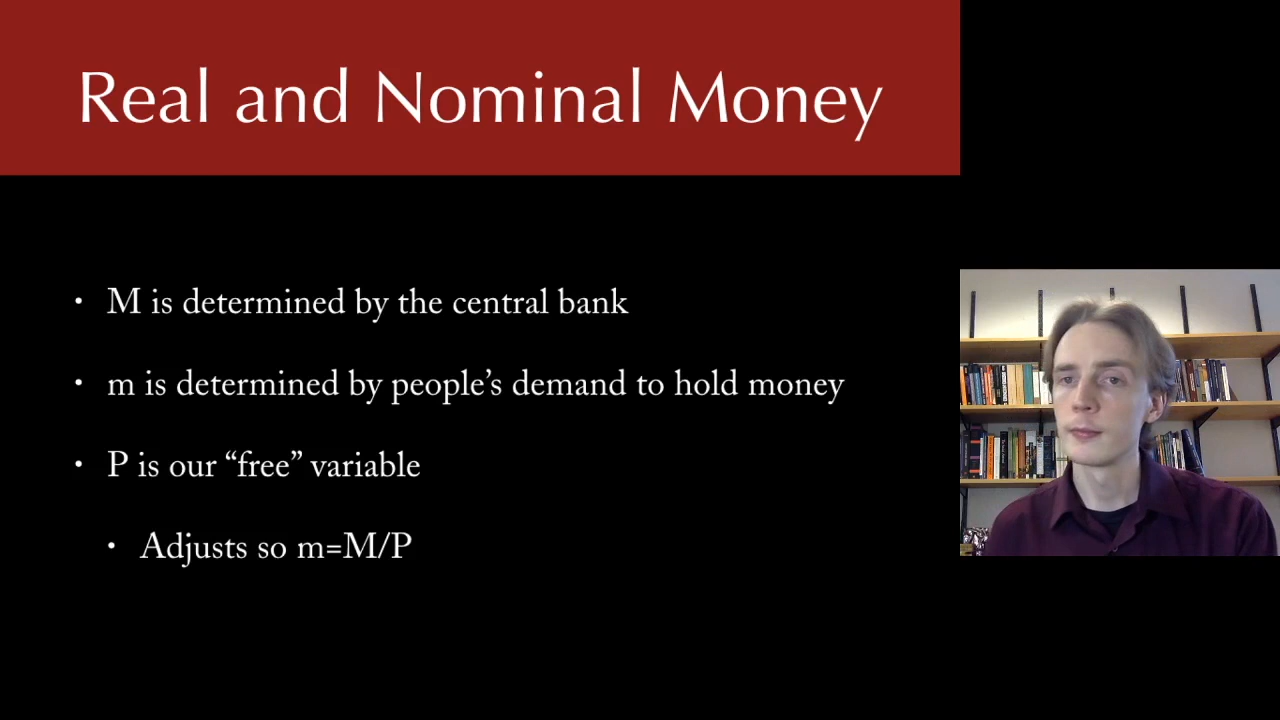 Real and Nominal Money
• M is determined by the central bank
• m is determined by people’s demand to hold money
• P is our “free” variable
• Adjusts so m=M/P